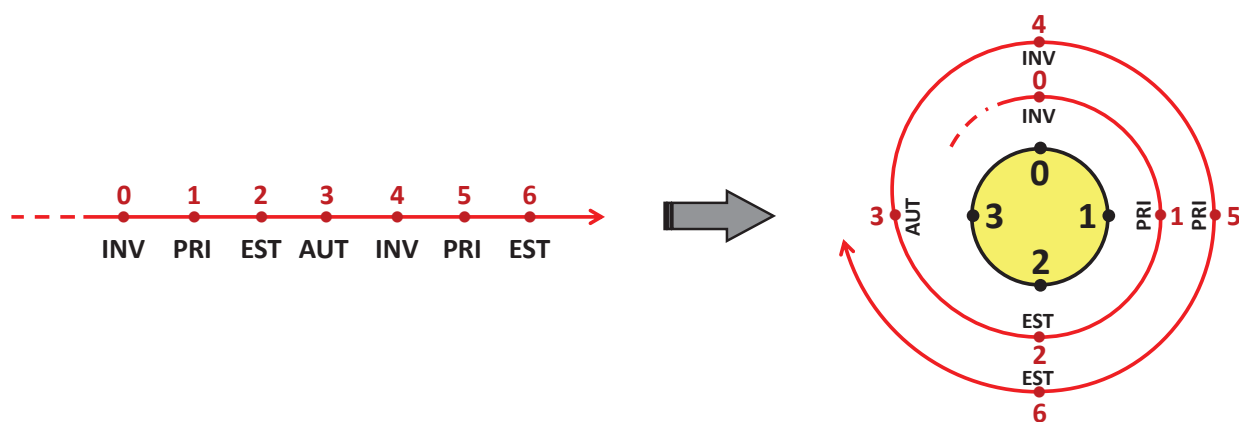 0 1 2 3 4 5 6
INV PRI EST AUT INV PRI EST
4
INV
0
INV
0
3 AUT 3 1 PRI 1 PRI 5
2
EST
2
EST
6